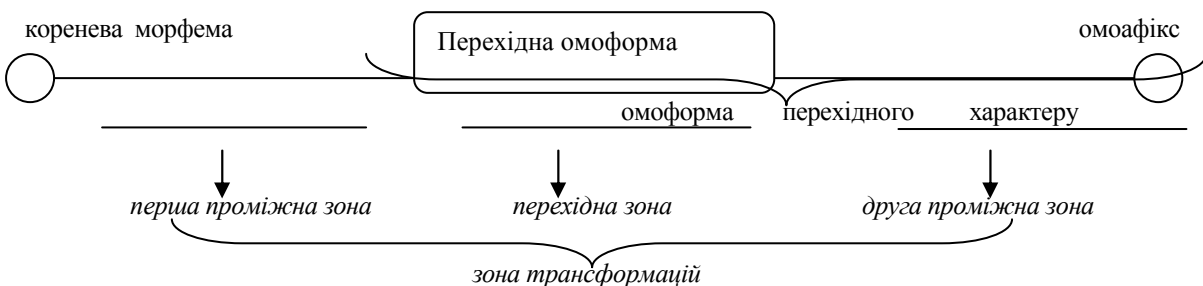 коренева морфема
Перехідна омоформа
омоафікс
омоформа перехідного характеру
перша проміжна зона
перехідна зона
друга проміжна зона
зона трансформацій